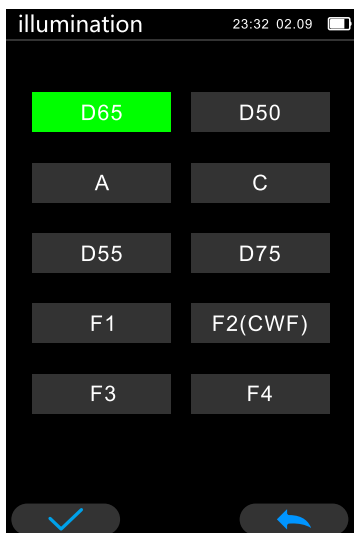 illumination 23:32 02.09
D65 D50
A C
D55 D75
F1 F2(CWF)
F3 F4